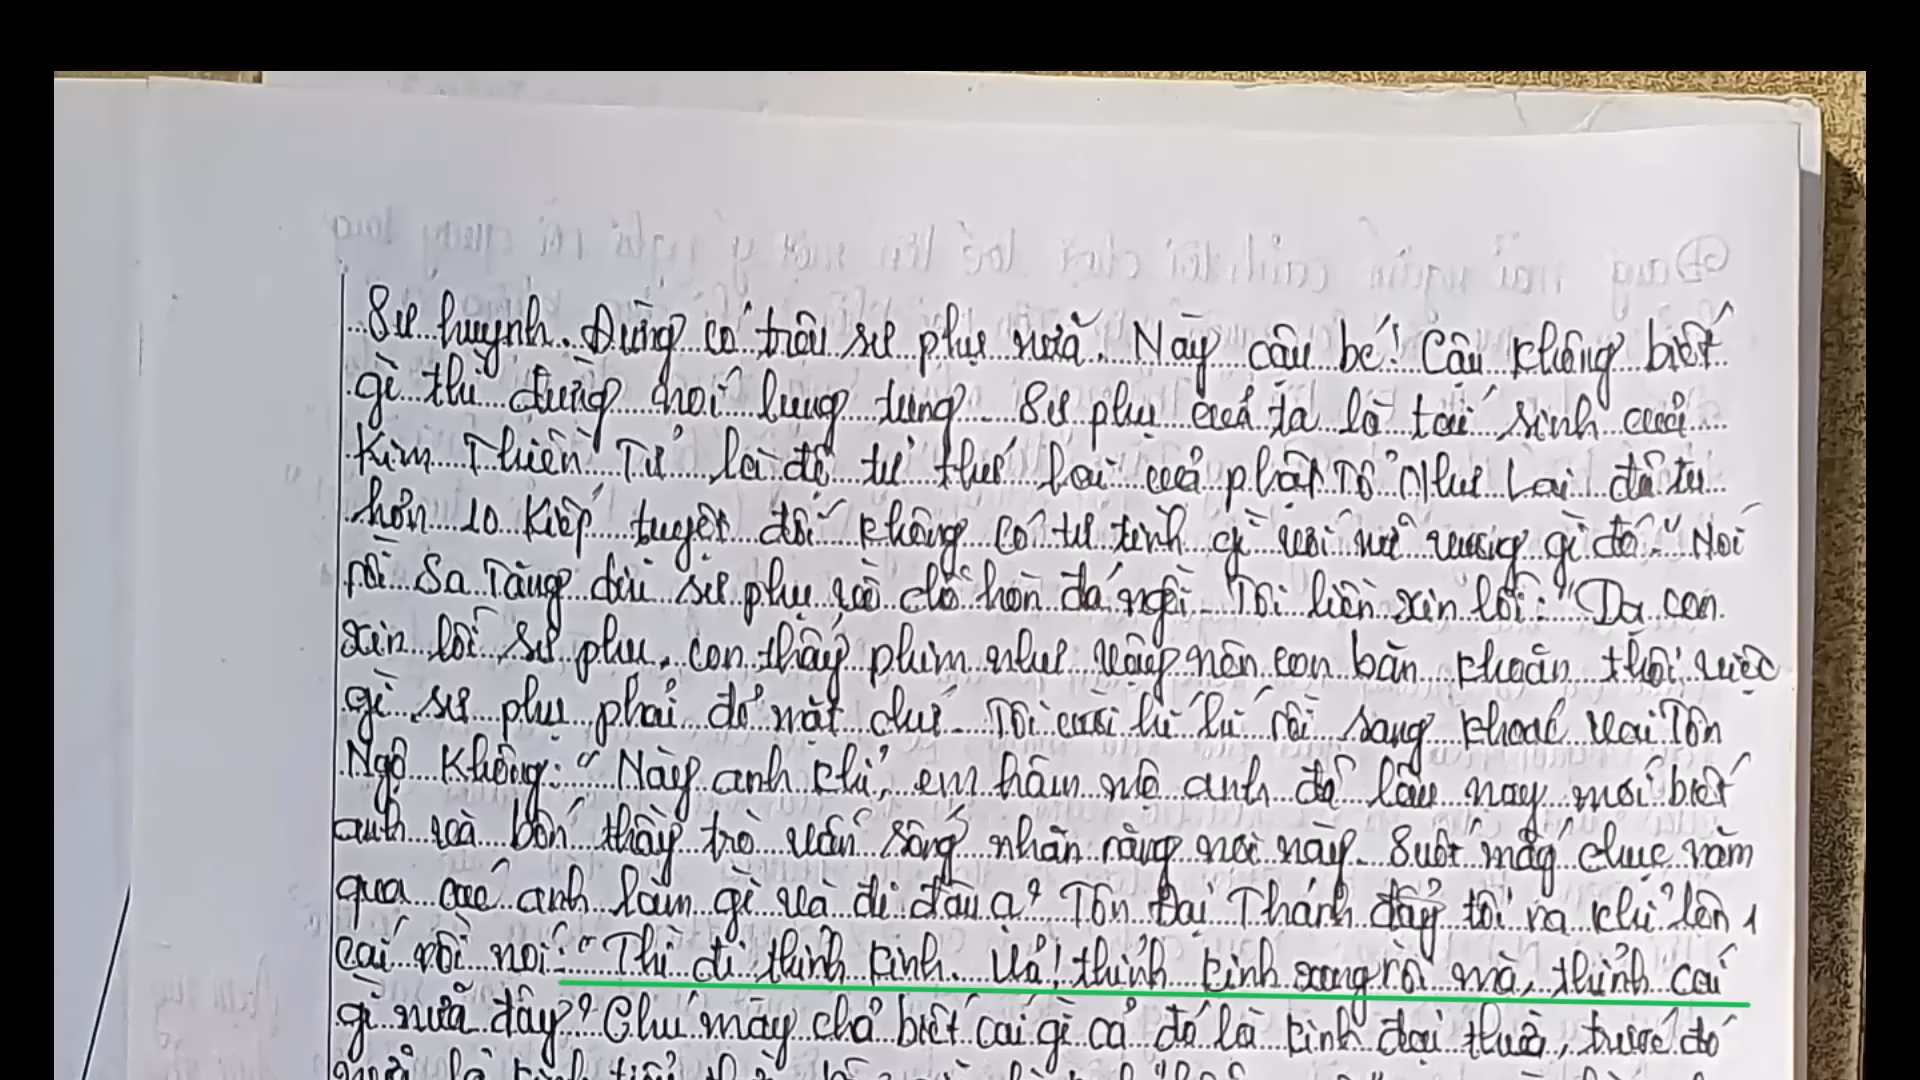 Sư huynh. Đừng có trêu sư phụ nữa. Này cậu bé! Cậu không biết
gì thì đừng nói lung tung. Sư phụ của ta là tái sinh của
Kim Thiền Tử là đệ tử thứ hai của phật Tổ Như Lai đã tu
hơn 10 kiếp tuyệt đối không có tư tình gì với nữ vương gì đó." Nói
rồi Sa Tăng dìu sư phụ vào chỗ hòn đá ngồi. Tôi liền xin lỗi: "Dạ con
xin lỗi sư phụ, con thấy phim như vậy nên con băn khoăn thôi, việc
gì sư phụ phải đỏ mặt chứ. Tôi cười hì hì rồi sang khoác vai Tôn
Ngộ Không: "Này anh khỉ, em hâm mộ anh đã lâu nay mới biết
anh và bốn thầy trò vẫn sống nhăn răng nơi này. Suốt mấy chục năm
qua các anh làm gì và đi đâu ạ? Tôn Đại Thánh đẩy tôi ra khỉ lên 1
cái rồi nói: "Thì đi thỉnh kinh. Uả! thỉnh kinh xong rồi mà, thỉnh cái
gì nữa đây? Chú mày chả biết cái gì cả đó là kinh đại thừa, trước đó